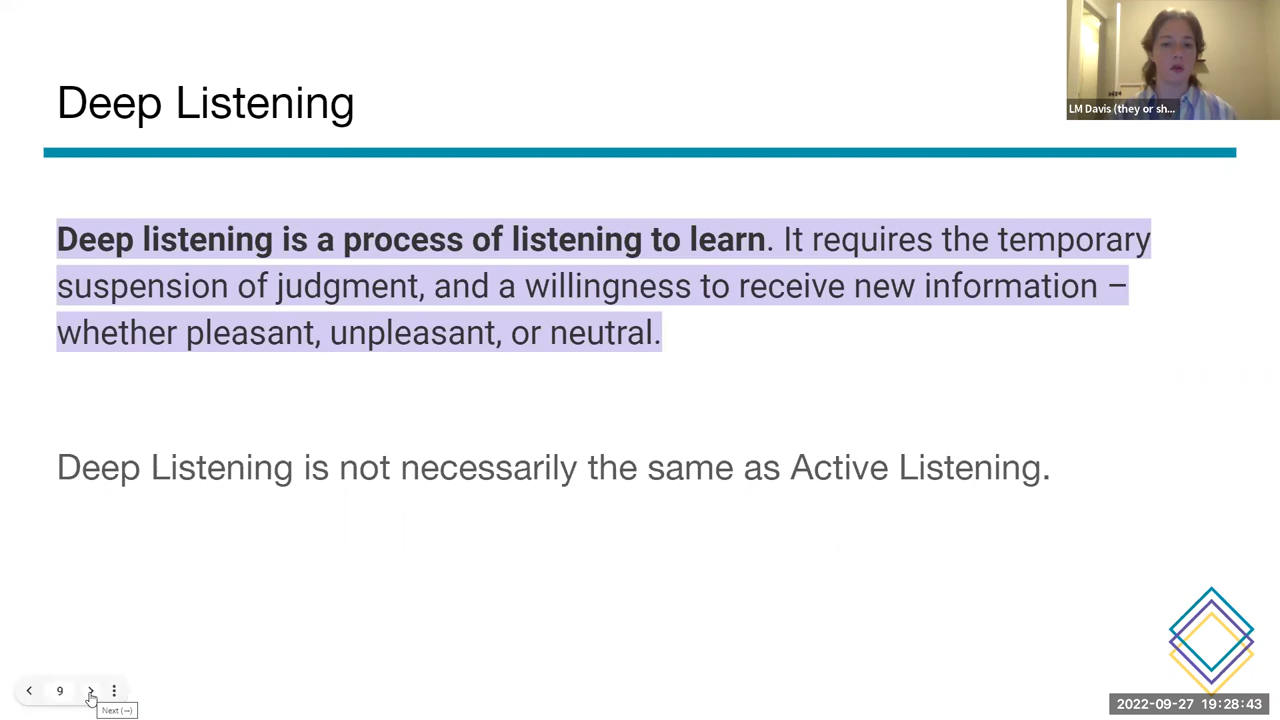 Deep Listening
LM Davis (they or sh...
Deep listening is a process of listening to learn. It requires the temporary
suspension of judgment, and a willingness to receive new information –
whether pleasant, unpleasant, or neutral.
Deep Listening is not necessarily the same as Active Listening.
9
Next (→)
2022-09-27 19:28:43